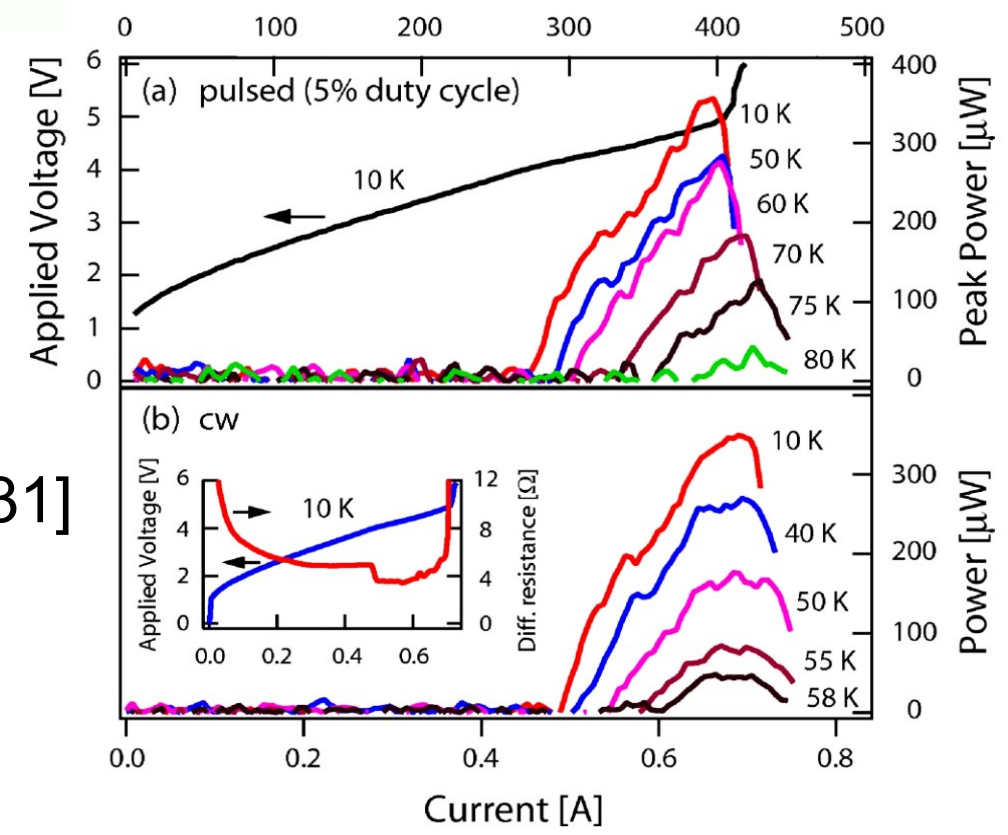 0 100 200 300 400 500
Applied Voltage [V]
6
5
4
3
2
1
0
(a) pulsed (5% duty cycle)
10 K
10 K
50 K
60 K
70 K
75 K
80 K
400
300
200
100
0
Peak Power [μW]
31]
(b) cw
Applied Voltage [V]
6
4
2
0
10 K
12
8
4
0
Diff. resistance [Ω]
0.0 0.2 0.4 0.6
10 K
40 K
50 K
55 K
58 K
300
200
100
0
Power [μW]
0.0 0.2 0.4 0.6 0.8
Current [A]